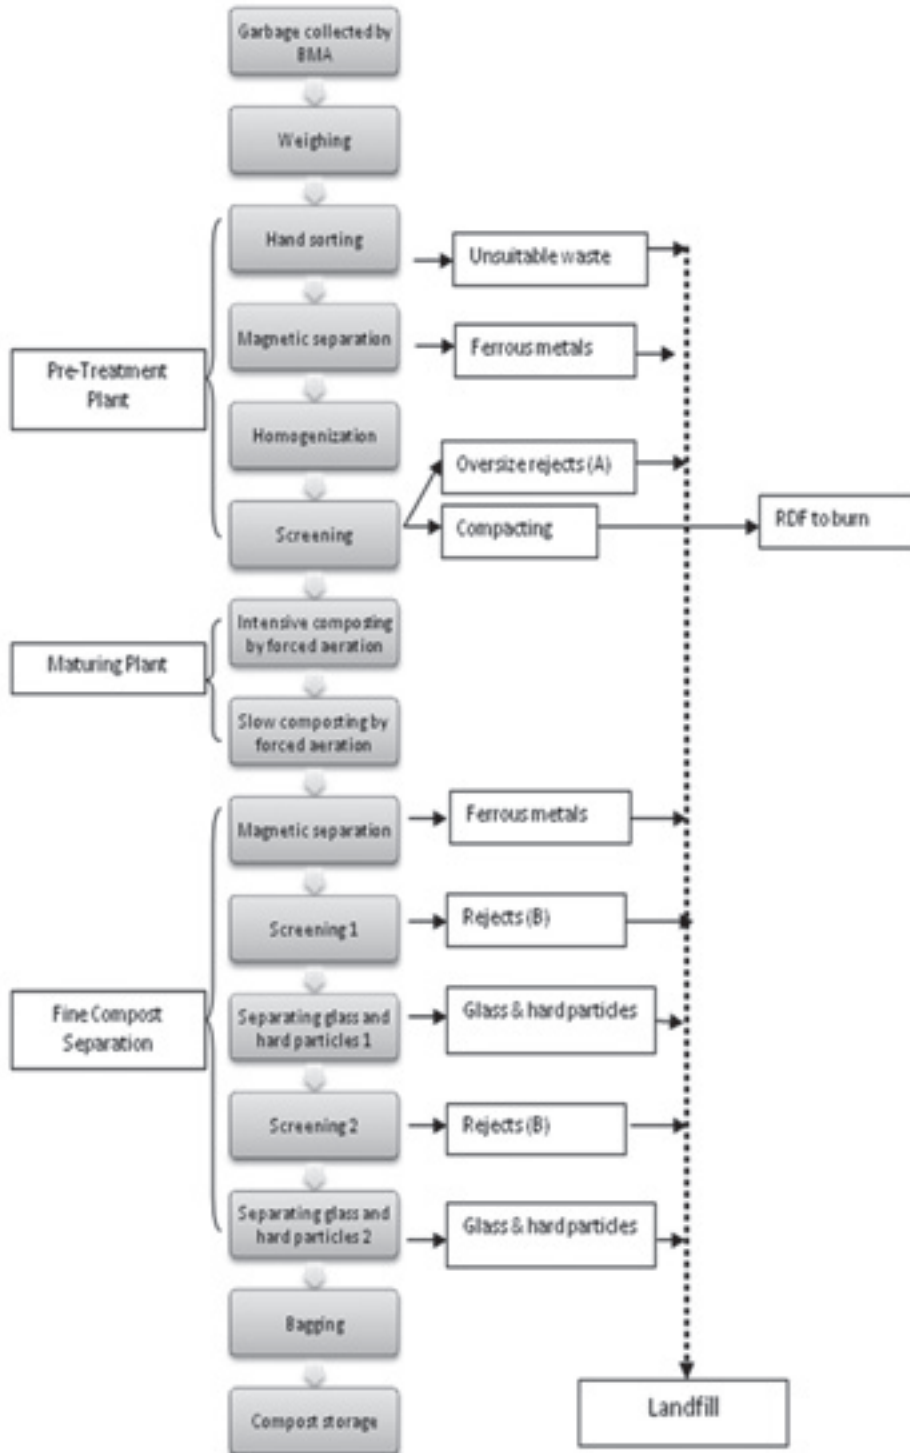 Garbage collected by
BMA
Weighing
Hand sorting
Unsuitable waste
Magnetic separation
Ferrous metals
Pre-Treatment
Plant
Homogenization
Oversize rejects (A)
Screening
Compacting
RDF to burn
Intensive composting
by forced aeration
Maturing Plant
Slow composting by
forced aeration
Magnetic separation
Ferrous metals
Screening 1
Rejects (B)
Fine Compost
Separation
Separating glass and
hard particles 1
Glass & hard particles
Screening 2
Rejects (B)
Separating glass and
hard particles 2
Glass & hard particles
Bagging
Compost storage
Landfill